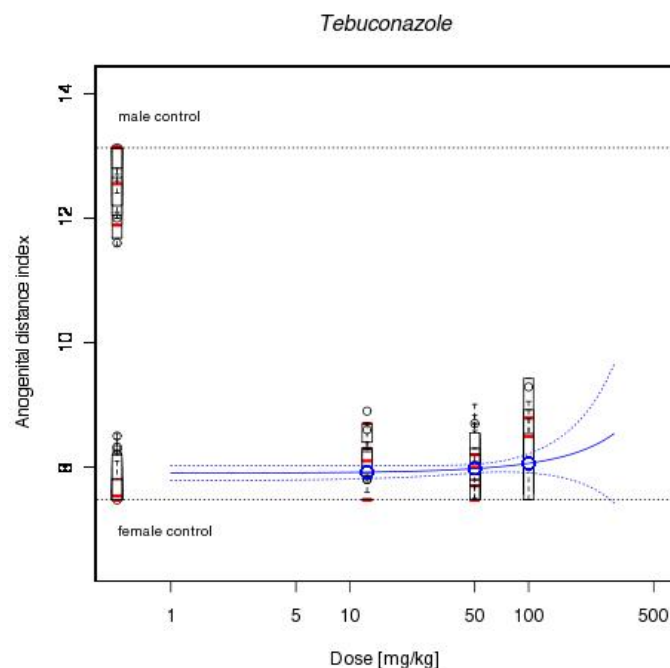 Tebuconazole
14
12
10
8
Anogenital distance index
male control
female control
1 5 10 50 100 500
Dose [mg/kg]